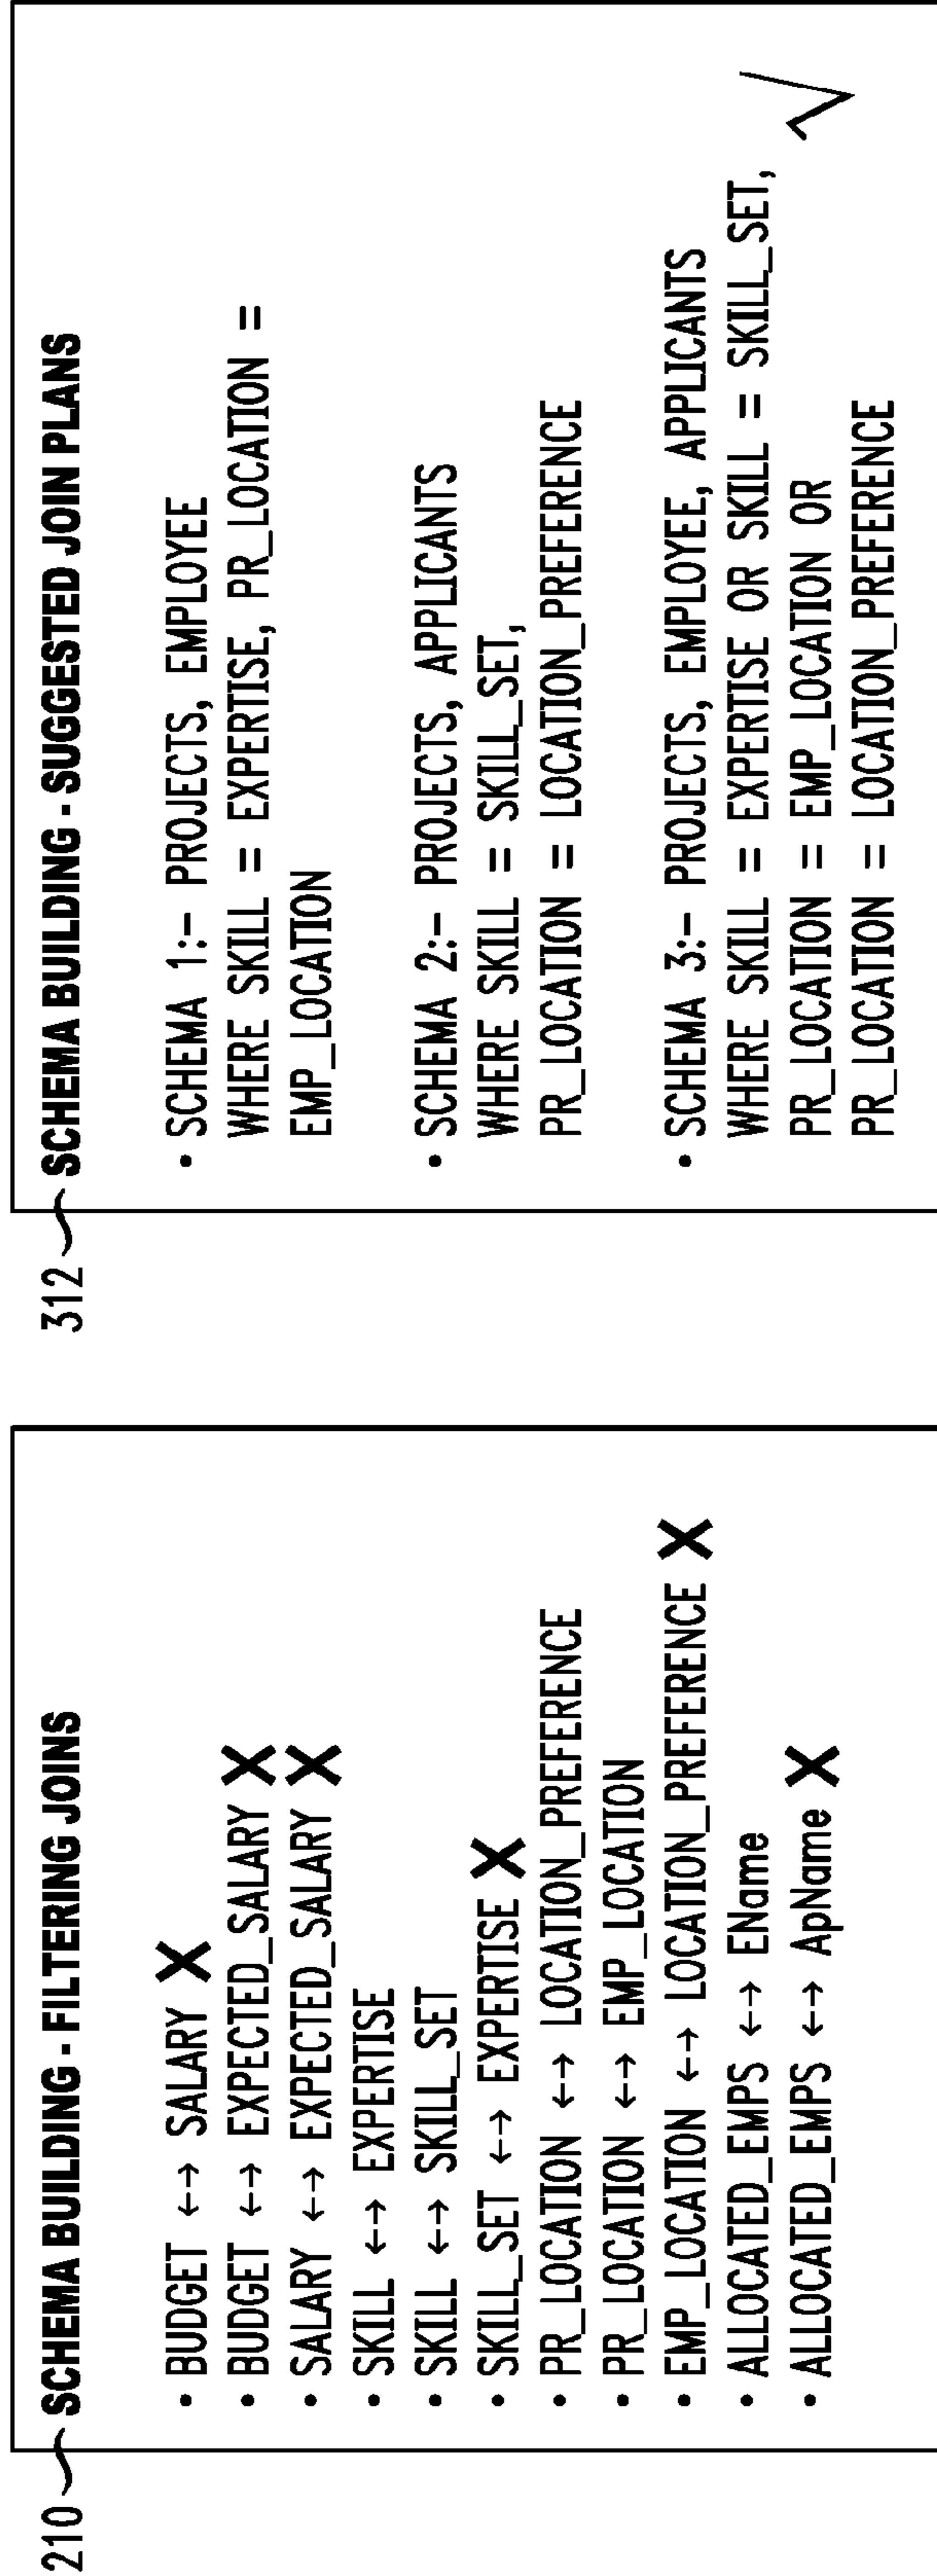 210 SCHEMA BUILDING - FILTERING JOINS
• BUDGET ↔ SALARY X
• BUDGET ↔ EXPECTED_SALARY X
• SALARY ↔ EXPECTED_SALARY X
• SKILL ↔ EXPERTISE
• SKILL ↔ SKILL_SET
• SKILL_SET ↔ EXPERTISE X
• PR_LOCATION ↔ LOCATION_PREFERENCE
• PR_LOCATION ↔ EMP_LOCATION
• EMP_LOCATION ↔ LOCATION_PREFERENCE X
• ALLOCATED_EMPS ↔ EName
• ALLOCATED_EMPS ↔ ApName X
312 SCHEMA BUILDING - SUGGESTED JOIN PLANS
• SCHEMA 1:- PROJECTS, EMPLOYEE
WHERE SKILL = EXPERTISE, PR_LOCATION =
EMP_LOCATION
• SCHEMA 2:- PROJECTS, APPLICANTS
WHERE SKILL = SKILL_SET,
PR_LOCATION = LOCATION_PREFERENCE
• SCHEMA 3:- PROJECTS, EMPLOYEE, APPLICANTS
WHERE SKILL = EXPERTISE OR SKILL = SKILL_SET,
PR_LOCATION = EMP_LOCATION OR
PR_LOCATION = LOCATION_PREFERENCE